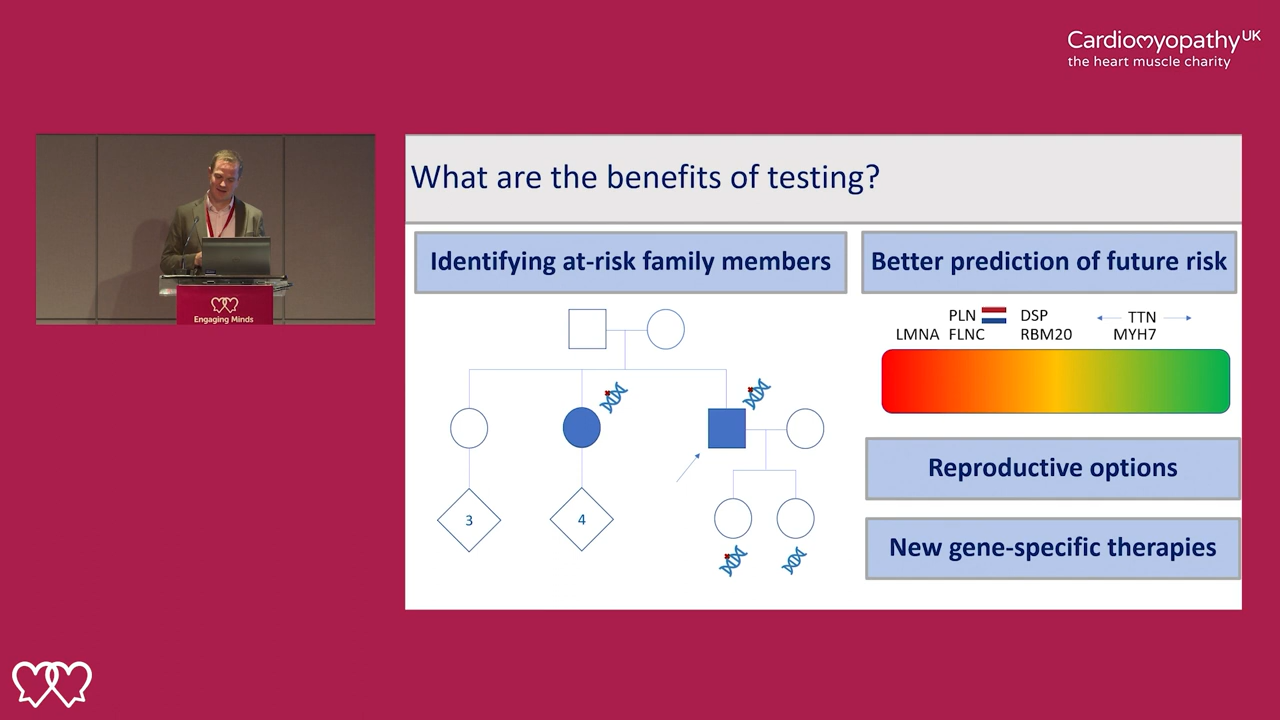 Cardiomyopathy UK
the heart muscle charity
Engaging Minds
What are the benefits of testing?
Identifying at-risk family members
3
4
Better prediction of future risk
PLN DSP TTN
LMNA FLNC RBM20 MYH7
Reproductive options
New gene-specific therapies